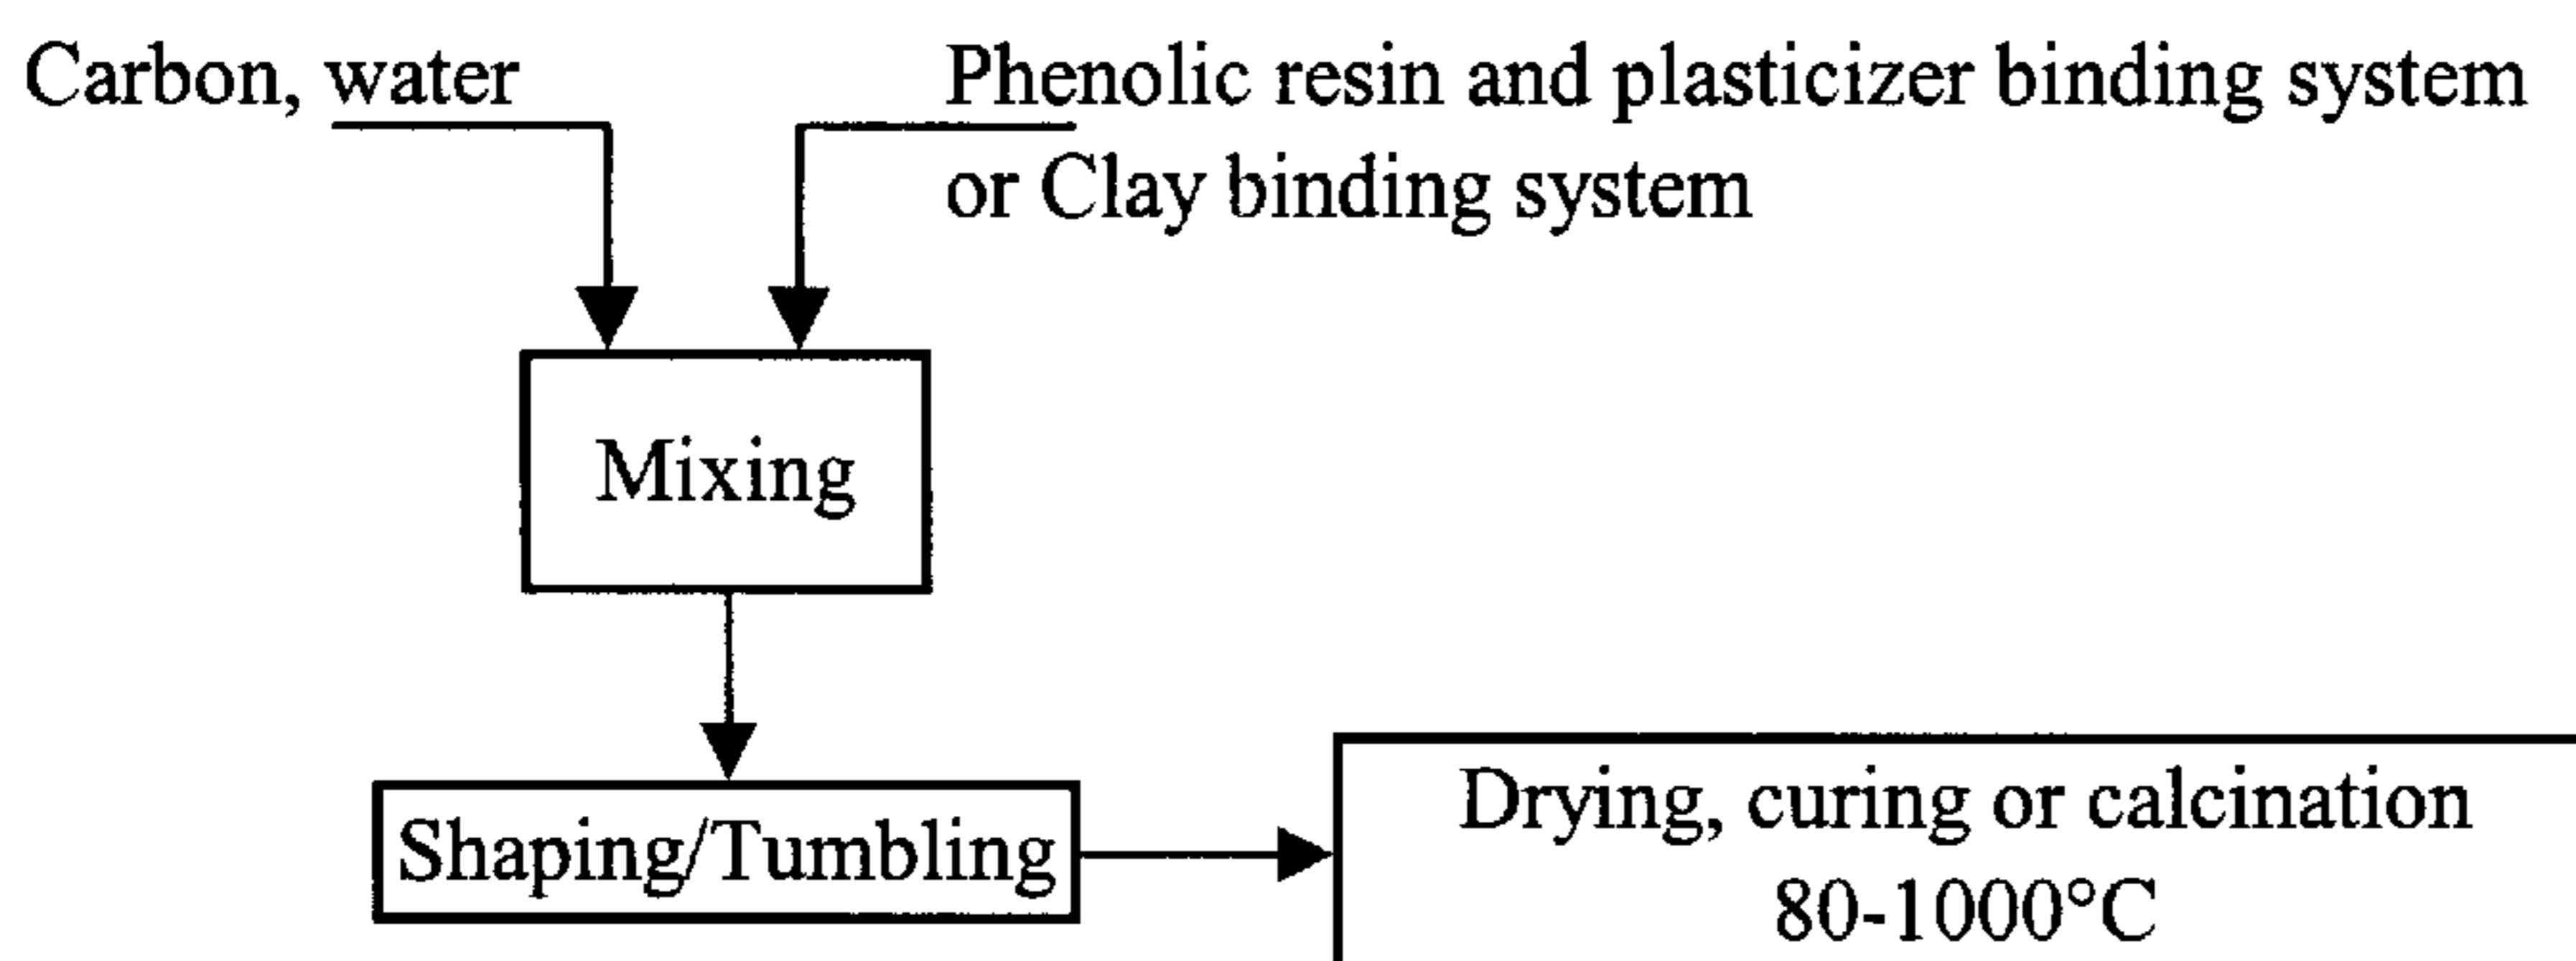 Carbon, water
Phenolic resin and plasticizer binding system
or Clay binding system
Mixing
Shaping/Tumbling
Drying, curing or calcination
80-1000°C